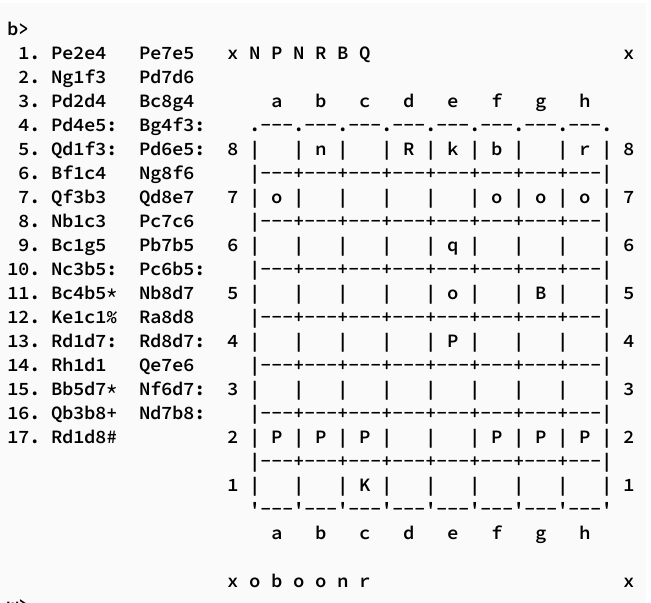 b>
1. Pe2e4 Pe7e5 x N P N R B Q x
2. Ng1f3 Pd7d6
3. Pd2d4 Bc8g4 a b c d e f g h
4. Pd4e5: Bg4f3: .---.---.---.---.---.---.---.---.
5. Qd1f3: Pd6e5: 8 | | n | | R | k | b | | r | 8
6. Bf1c4 Ng8f6 |---+---+---+---+---+---+---+---|
7. Qf3b3 Qd8e7 7 | o | | | | | o | o | o | 7
8. Nb1c3 Pc7c6 |---+---+---+---+---+---+---+---|
9. Bc1g5 Pb7b5 6 | | | | | q | | | | 6
10. Nc3b5: Pc6b5: |---+---+---+---+---+---+---+---|
11. Bc4b5* Nb8d7 5 | | | | | o | | B | | 5
12. Ke1c1% Ra8d8 |---+---+---+---+---+---+---+---|
13. Rd1d7: Rd8d7: 4 | | | | | P | | | | 4
14. Rh1d1 Qe7e6 |---+---+---+---+---+---+---+---|
15. Bb5d7* Nf6d7: 3 | | | | | | | | | 3
16. Qb3b8+ Nd7b8: |---+---+---+---+---+---+---+---|
17. Rd1d8# 2 | P | P | P | | | P | P | P | 2
|---+---+---+---+---+---+---+---|
1 | | | K | | | | | | 1
'---'---'---'---'---'---'---'---'
a b c d e f g h
x o b o o n r x